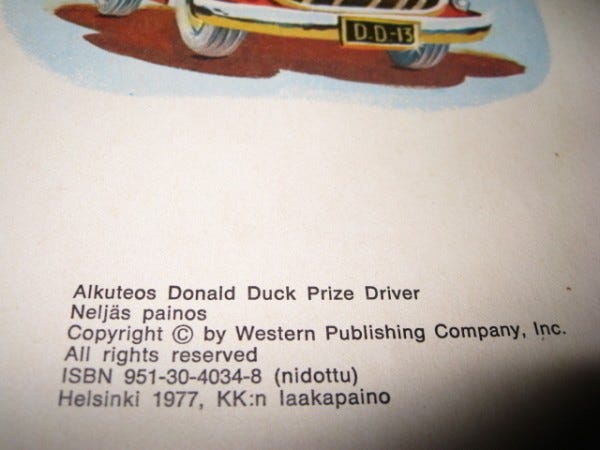 D.D.-13
Alkuteos Donald Duck Prize Driver
Neljäs painos
Copyright © by Western Publishing Company, Inc.
All rights reserved
ISBN 951-30-4034-8 (nidottu)
Helsinki 1977, KK:n laakapaino